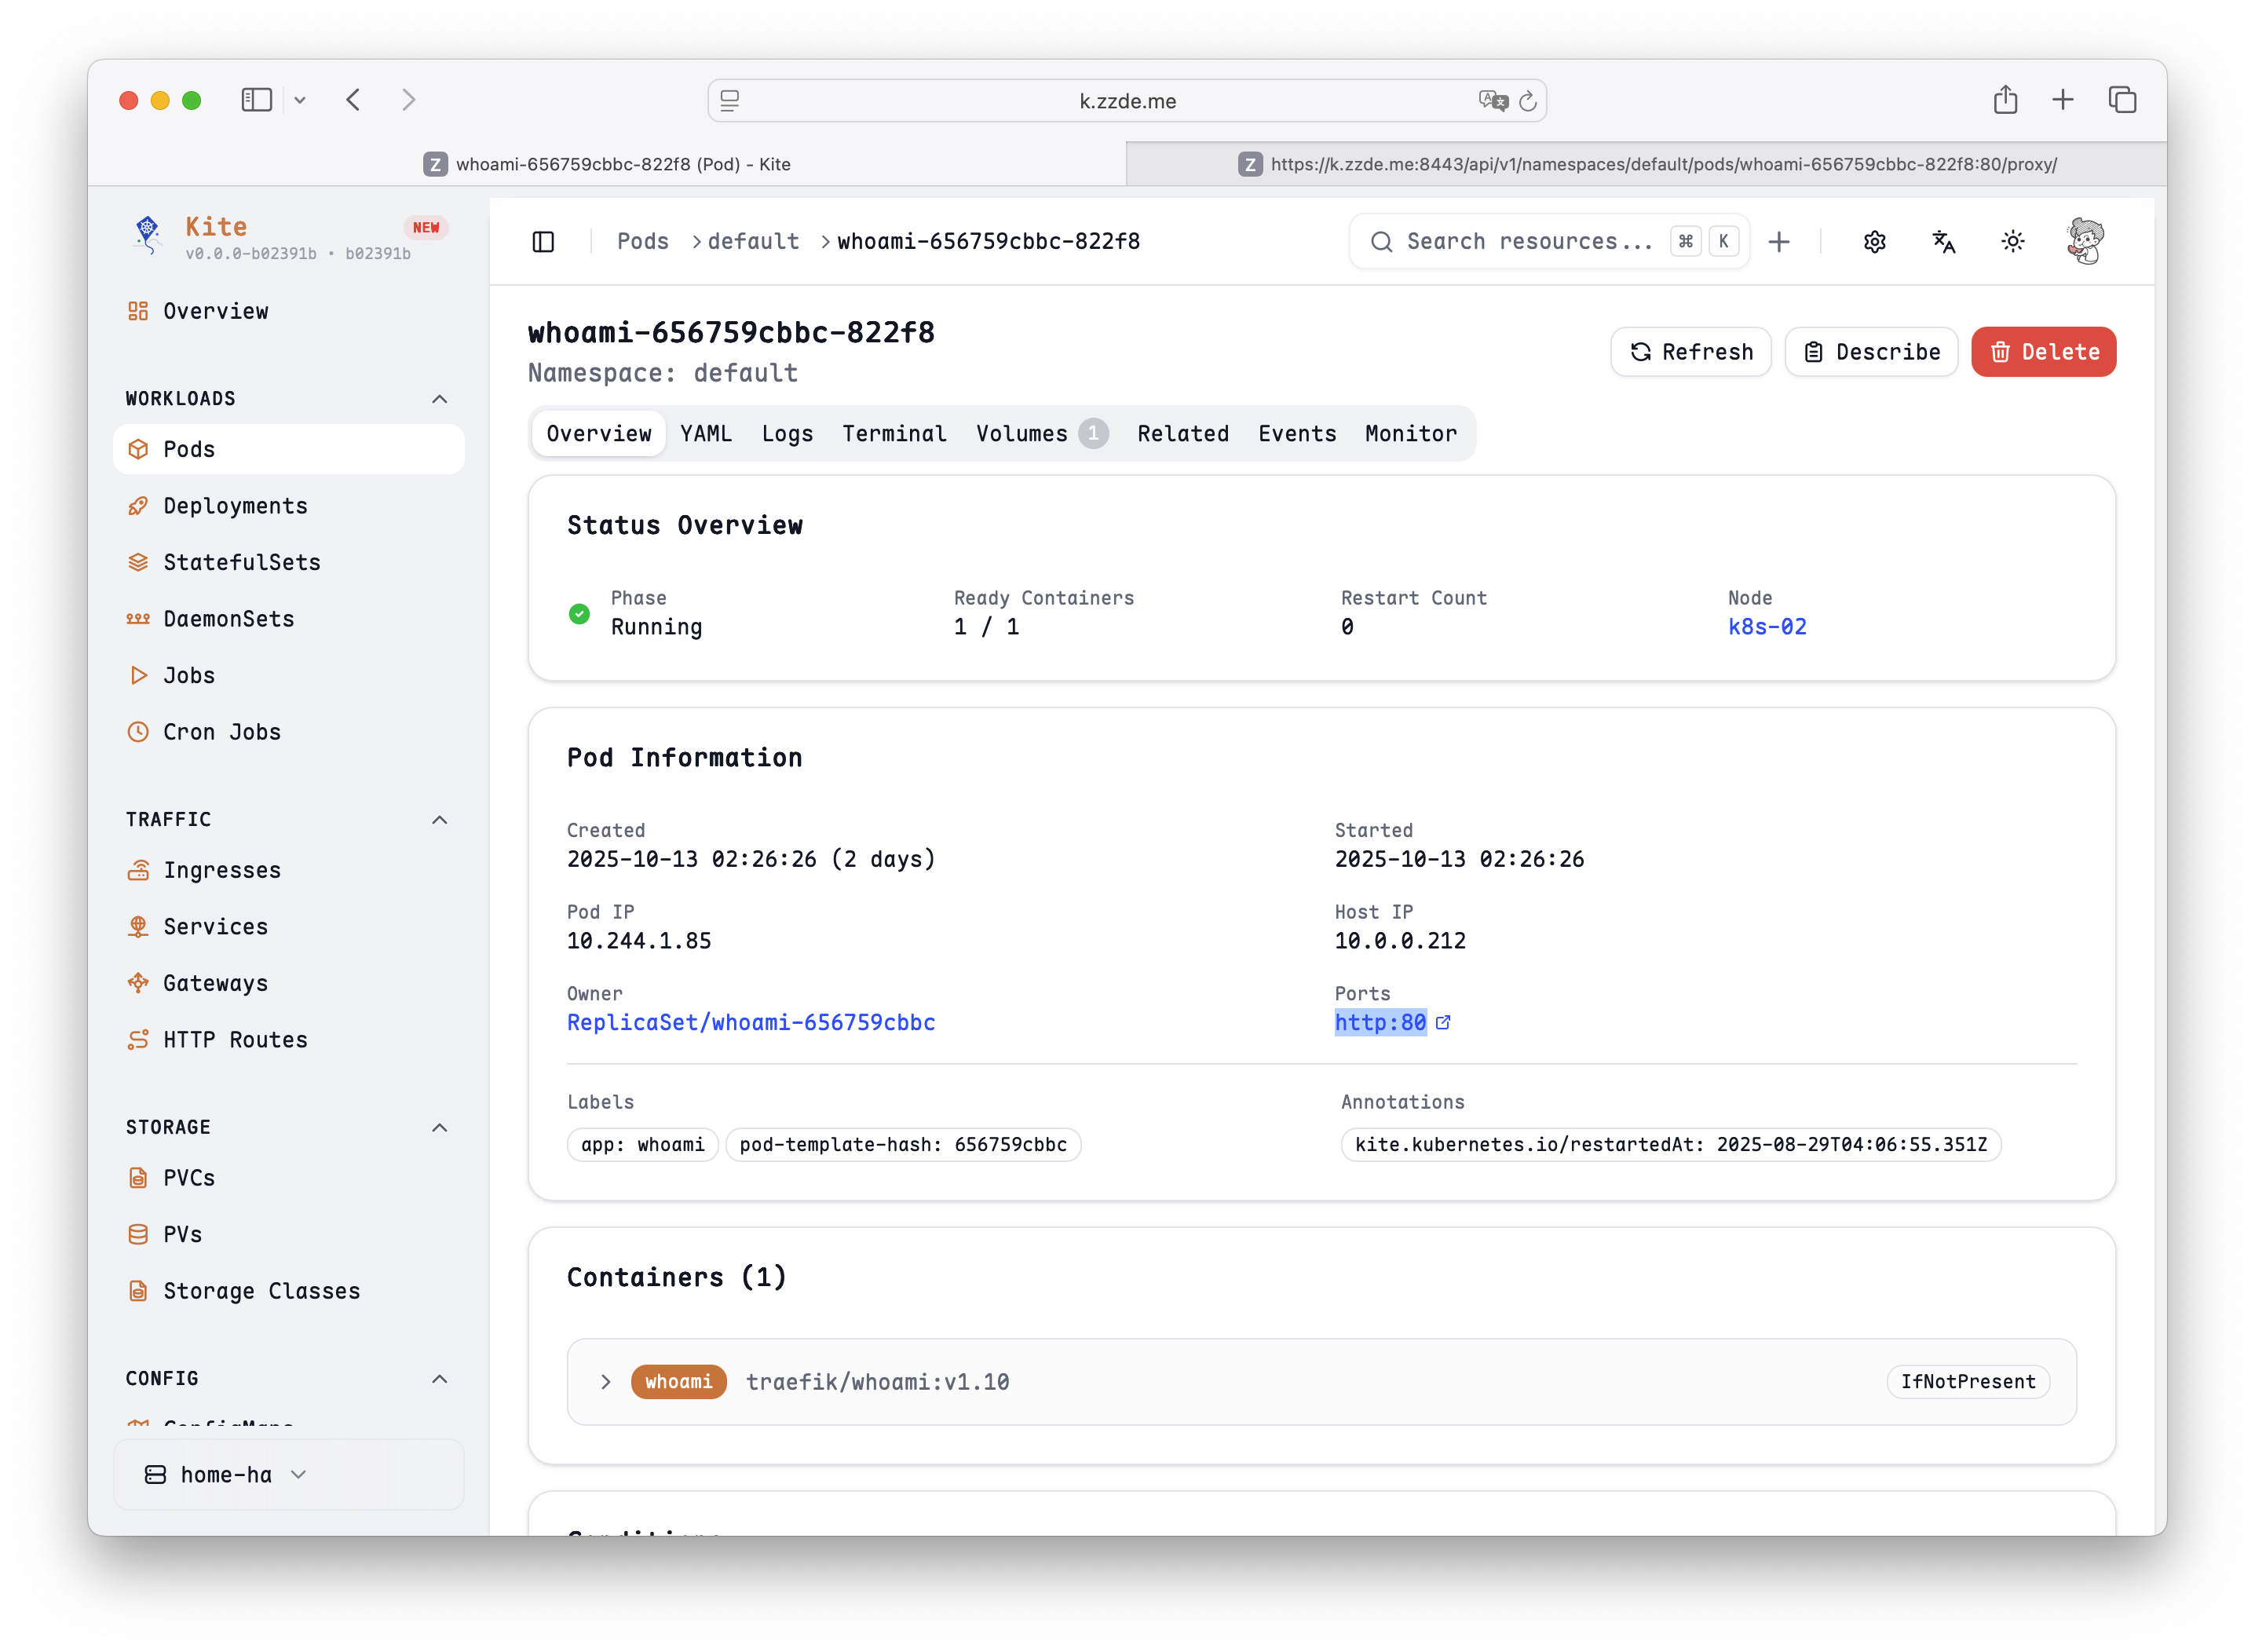 k.zzde.me
Z whoami-656759cbbc-822f8 (Pod) - Kite
Z https://k.zzde.me:8443/api/v1/namespaces/default/pods/whoami-656759cbbc-822f8:80/proxy/
Kite NEW
v0.0.0-b02391b • b02391b
Pods > default > whoami-656759cbbc-822f8
Search resources... ⌘ K
Overview
WORKLOADS
Pods
Deployments
StatefulSets
DaemonSets
Jobs
Cron Jobs
TRAFFIC
Ingresses
Services
Gateways
HTTP Routes
STORAGE
PVCs
PVs
Storage Classes
CONFIG
ConfigMaps
home-ha
whoami-656759cbbc-822f8
Namespace: default
Refresh
Describe
Delete
Overview YAML Logs Terminal Volumes 1 Related Events Monitor
Status Overview
Phase
Running
Ready Containers
1 / 1
Restart Count
0
Node
k8s-02
Pod Information
Created
2025-10-13 02:26:26 (2 days)
Started
2025-10-13 02:26:26
Pod IP
10.244.1.85
Host IP
10.0.0.212
Owner
ReplicaSet/whoami-656759cbbc
Ports
http:80
Labels
app: whoami
pod-template-hash: 656759cbbc
Annotations
kite.kubernetes.io/restartedAt: 2025-08-29T04:06:55.351Z
Containers (1)
whoami traefik/whoami:v1.10
IfNotPresent